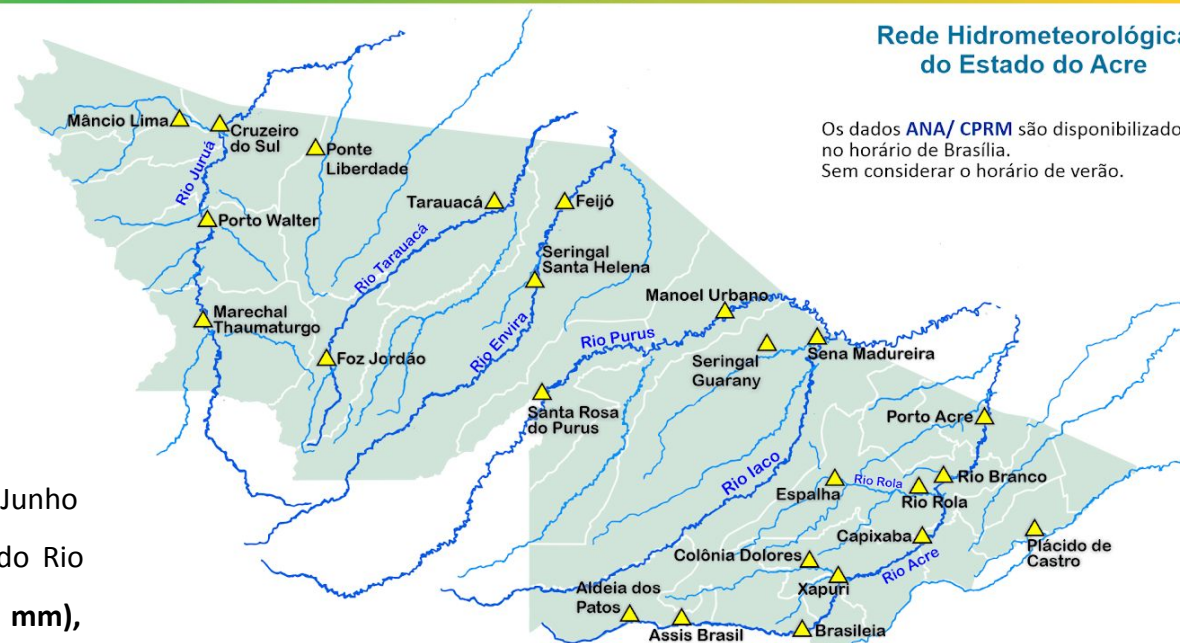 Rede Hidrometeorológica
do Estado do Acre
Os dados ANA/ CPRM são disponibilizado
no horário de Brasília.
Sem considerar o horário de verão.
Mâncio Lima
Cruzeiro
do Sul
Ponte
Liberdade
Rio Juruá
Porto Walter
Tarauacá
Feijó
Rio Tarauacá
Seringal
Santa Helena
Marechal
Thaumaturgo
Foz Jordão
Rio Envira
Manoel Urbano
Rio Purus
Seringal
Guarany
Sena Madureira
Santa Rosa
do Purus
Porto Acre
Rio Iaco
Espalha
Rio Rola
Rio Rola
Rio Branco
Capixaba
Plácido de
Castro
Colônia Dolores
Rio Acre
Xapuri
Aldeia dos
Patos
Assis Brasil
Brasileia
Junho
do Rio
mm),